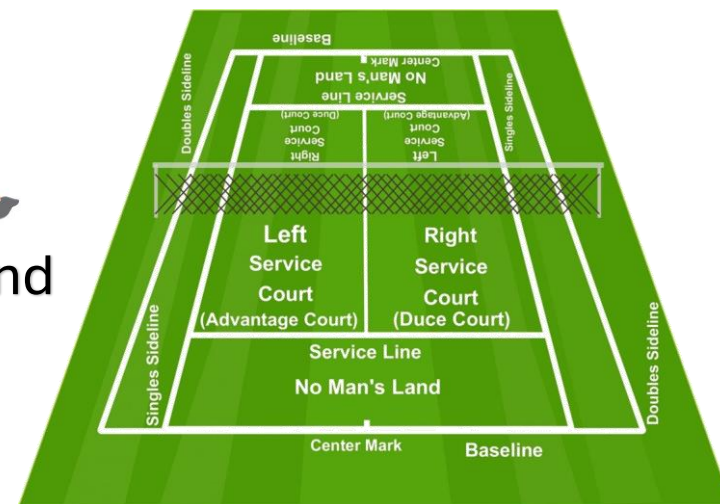 Baseline
Center Mark
No Man's Land
Service Line
Doubles Sideline
Singles Sideline
Left
Service
Court
(Advantage Court)
Right
Service
Court
(Duce Court)
nd
Left
Service
Court
(Advantage Court)
Right
Service
Court
(Duce Court)
Service Line
No Man's Land
Singles Sideline
Doubles Sideline
Center Mark
Baseline